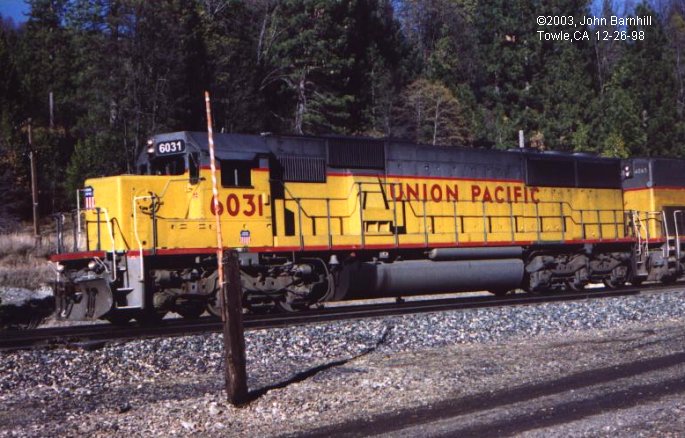 ©2003, John Barnhill
Towle,CA 12-26-98
6031
6031
UNION PACIFIC